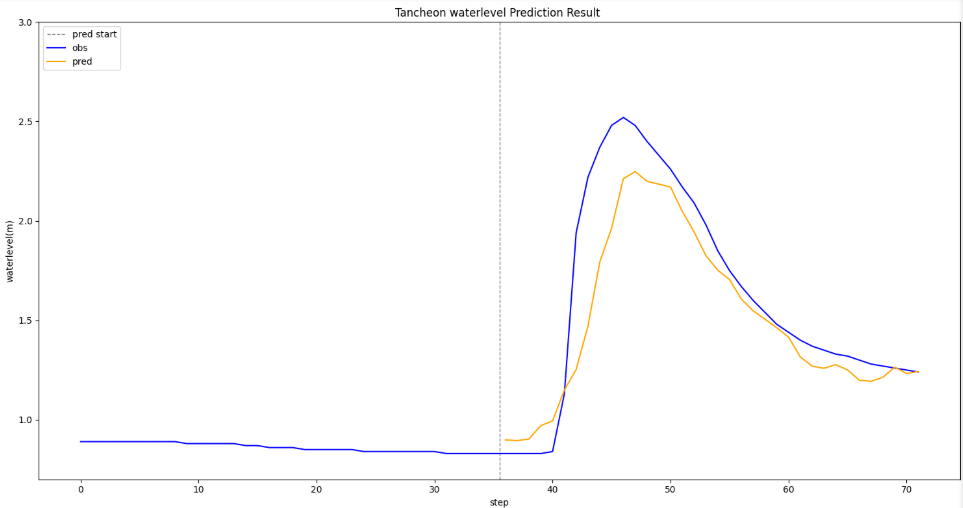 Tancheon waterlevel Prediction Result
pred start
obs
pred
waterlevel(m)
3.0
2.5
2.0
1.5
1.0
0 10 20 30 40 50 60 70
step